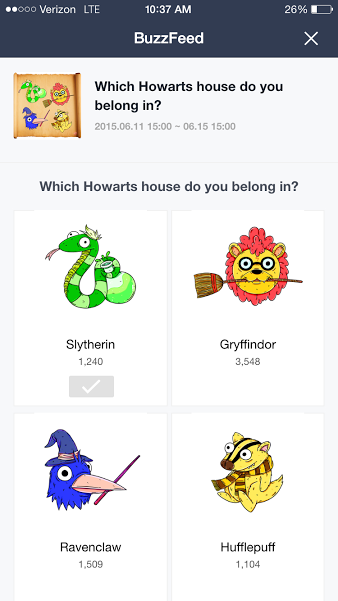 Verizon LTE 10:37 AM 26%
BuzzFeed
Which Howarts house do you
belong in?
2015.06.11 15:00 ~ 06.15 15:00
Which Howarts house do you belong in?
Slytherin
1,240
Gryffindor
3,548
Ravenclaw
1,509
Hufflepuff
1,104